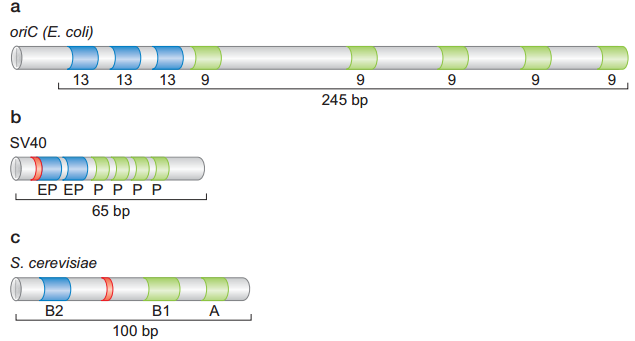 a
oriC (E. coli)
13 13 13 9 9 9 9 9
245 bp
b
SV40
EP EP P P P P
65 bp
c
S. cerevisiae
B2 B1 A
100 bp